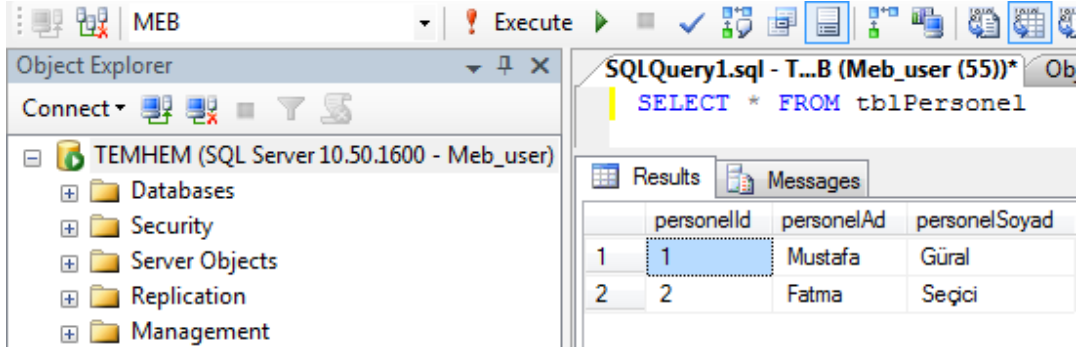 MEB Execute
Object Explorer
Connect
TEMHEM (SQL Server 10.50.1600 - Meb_user)
Databases
Security
Server Objects
Replication
Management
SQLQuery1.sql - T...B (Meb_user (55))* Ob
SELECT * FROM tblPersonel
Results Messages
personelId personelAd personelSoyad
1 1 Mustafa Güral
2 2 Fatma Seçici